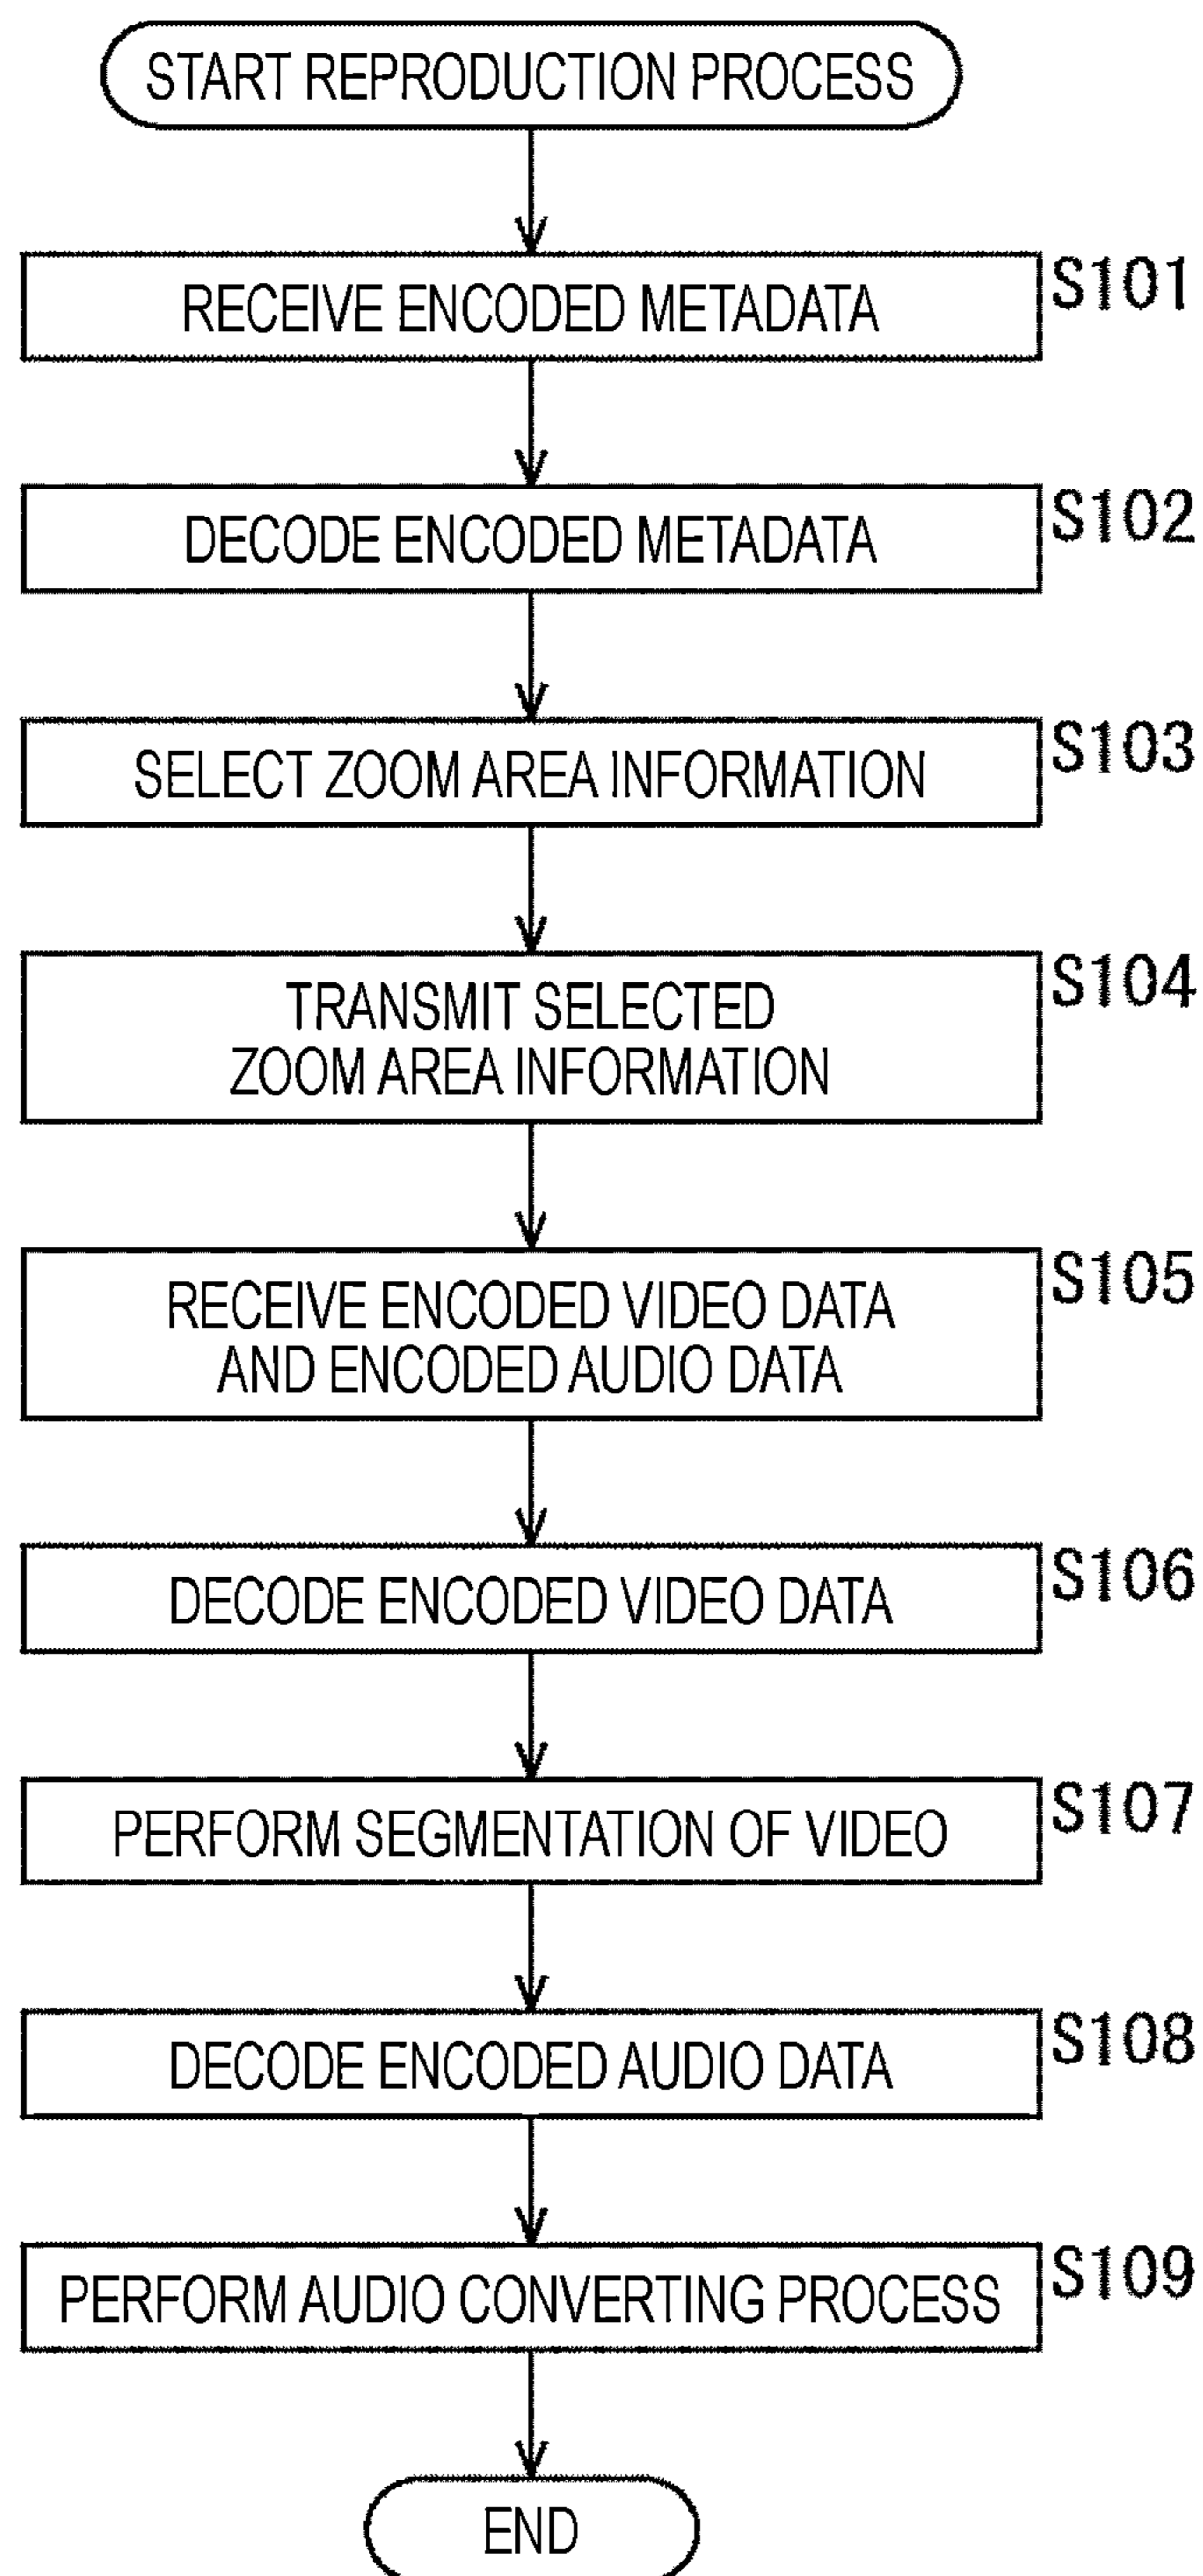 START REPRODUCTION PROCESS
RECEIVE ENCODED METADATA
S101
DECODE ENCODED METADATA
S102
SELECT ZOOM AREA INFORMATION
S103
TRANSMIT SELECTED
ZOOM AREA INFORMATION
S104
RECEIVE ENCODED VIDEO DATA
AND ENCODED AUDIO DATA
S105
DECODE ENCODED VIDEO DATA
S106
PERFORM SEGMENTATION OF VIDEO
S107
DECODE ENCODED AUDIO DATA
S108
PERFORM AUDIO CONVERTING PROCESS
S109
END